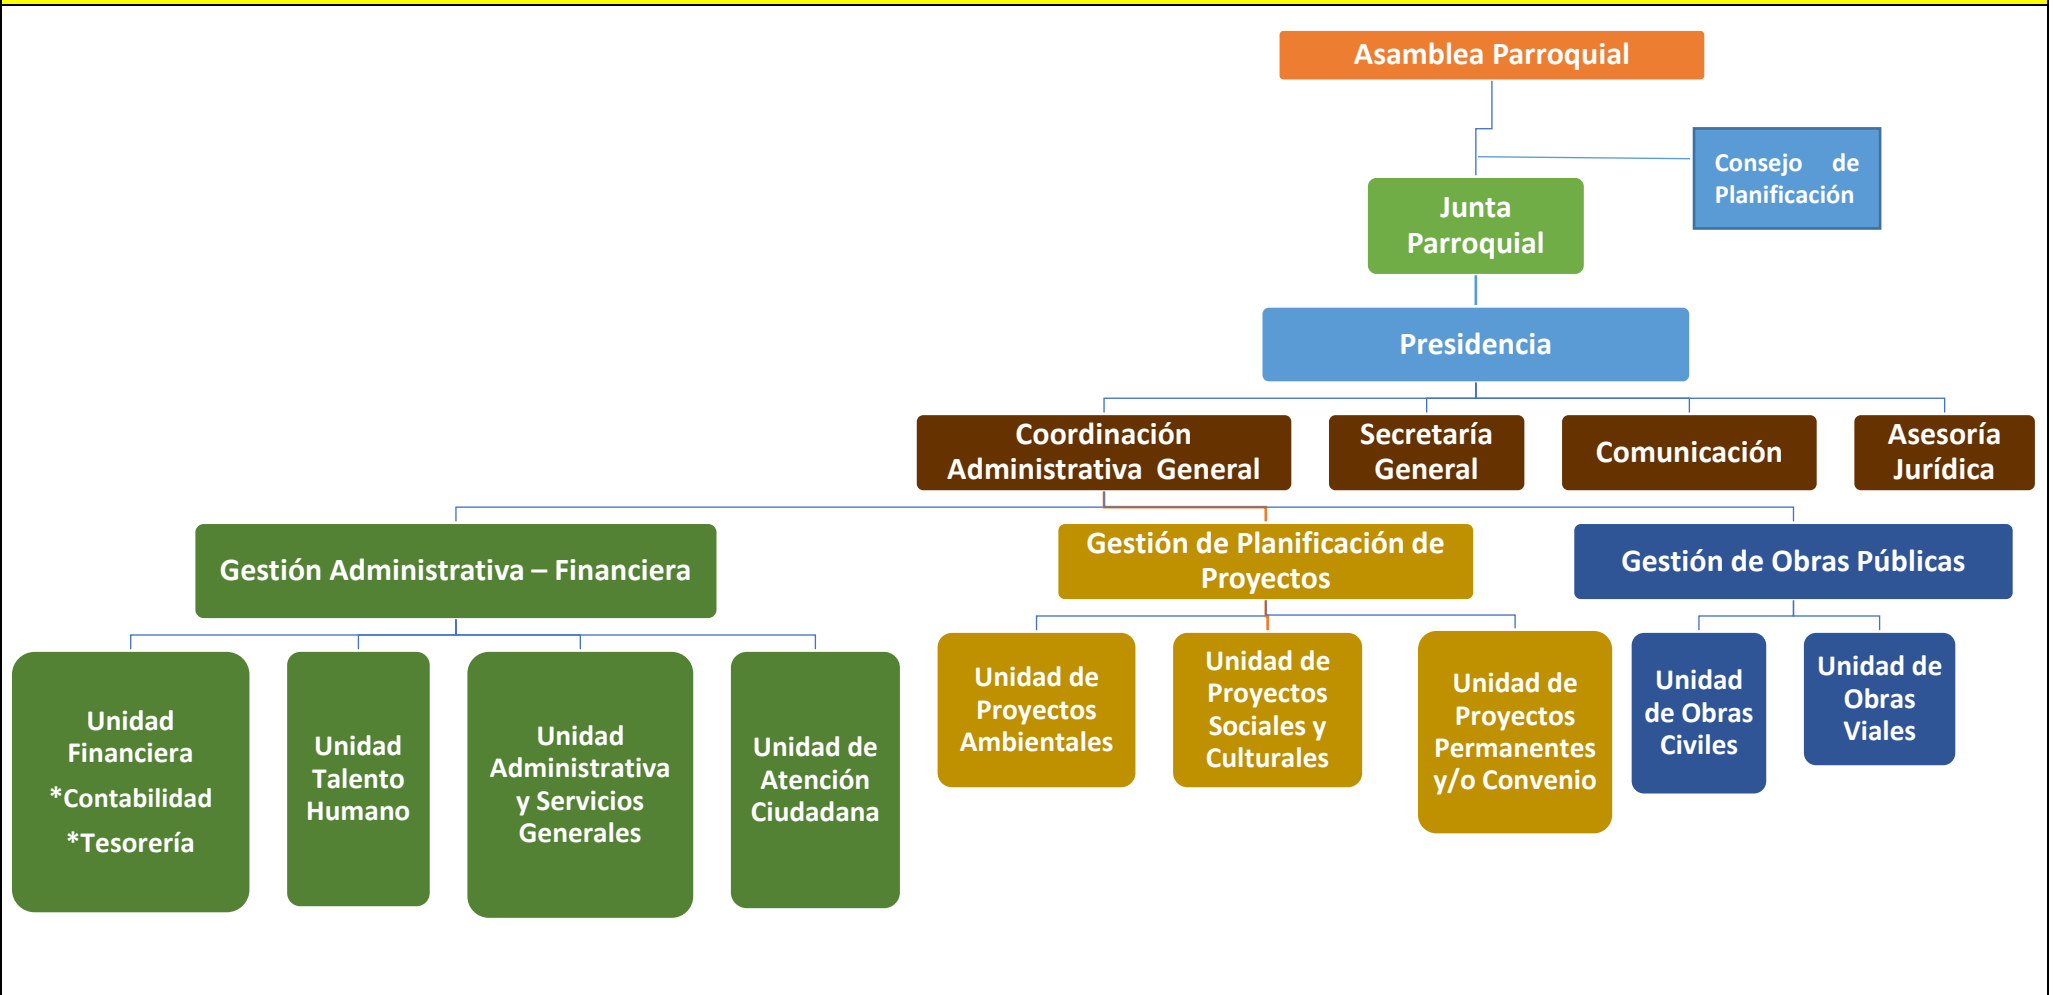 Asamblea Parroquial
Consejo de
Planificación
Junta
Parroquial
Presidencia
Coordinación
Administrativa General
Secretaría
General
Comunicación
Asesoría
Jurídica
Gestión Administrativa – Financiera
Gestión de Planificación de
Proyectos
Gestión de Obras Públicas
Unidad
Financiera
*Contabilidad
*Tesorería
Unidad
Talento
Humano
Unidad
Administrativa
y Servicios
Generales
Unidad de
Atención
Ciudadana
Unidad de
Proyectos
Ambientales
Unidad de
Proyectos
Sociales y
Culturales
Unidad de
Proyectos
Permanentes
y/o Convenio
Unidad
de Obras
Civiles
Unidad de
Obras
Viales